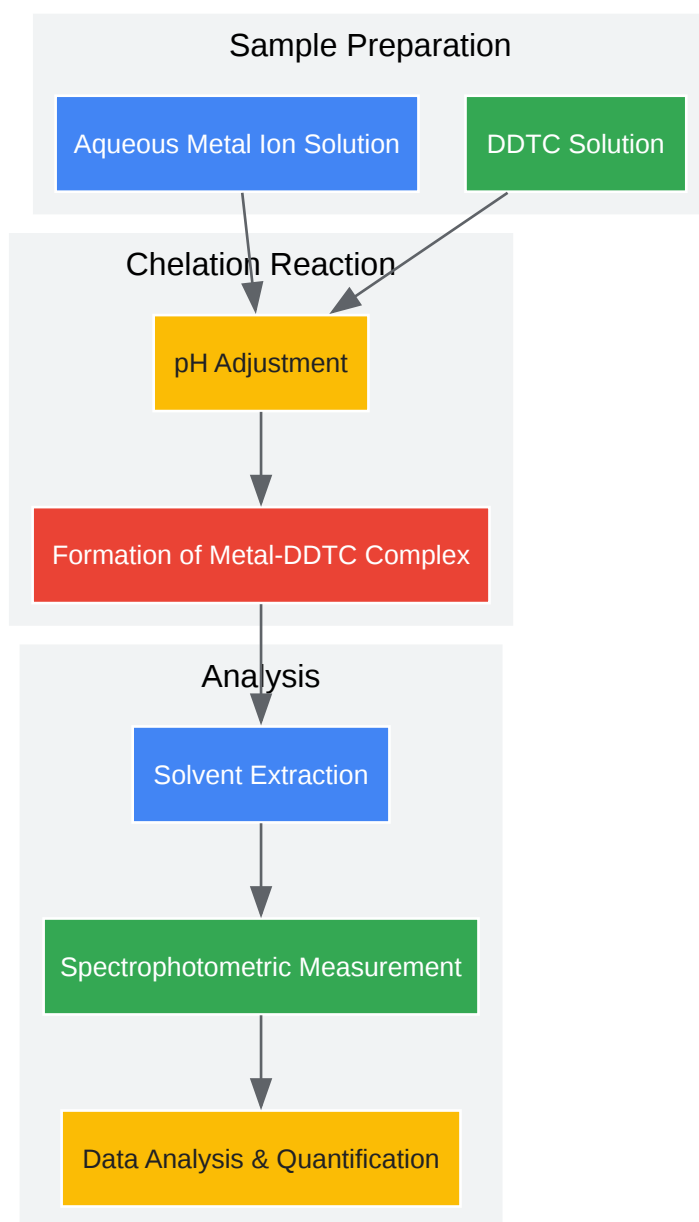 Sample Preparation
Aqueous Metal Ion Solution
DDTC Solution
Chelation Reaction
pH Adjustment
Formation of Metal-DDTC Complex
Analysis
Solvent Extraction
Spectrophotometric Measurement
Data Analysis & Quantification